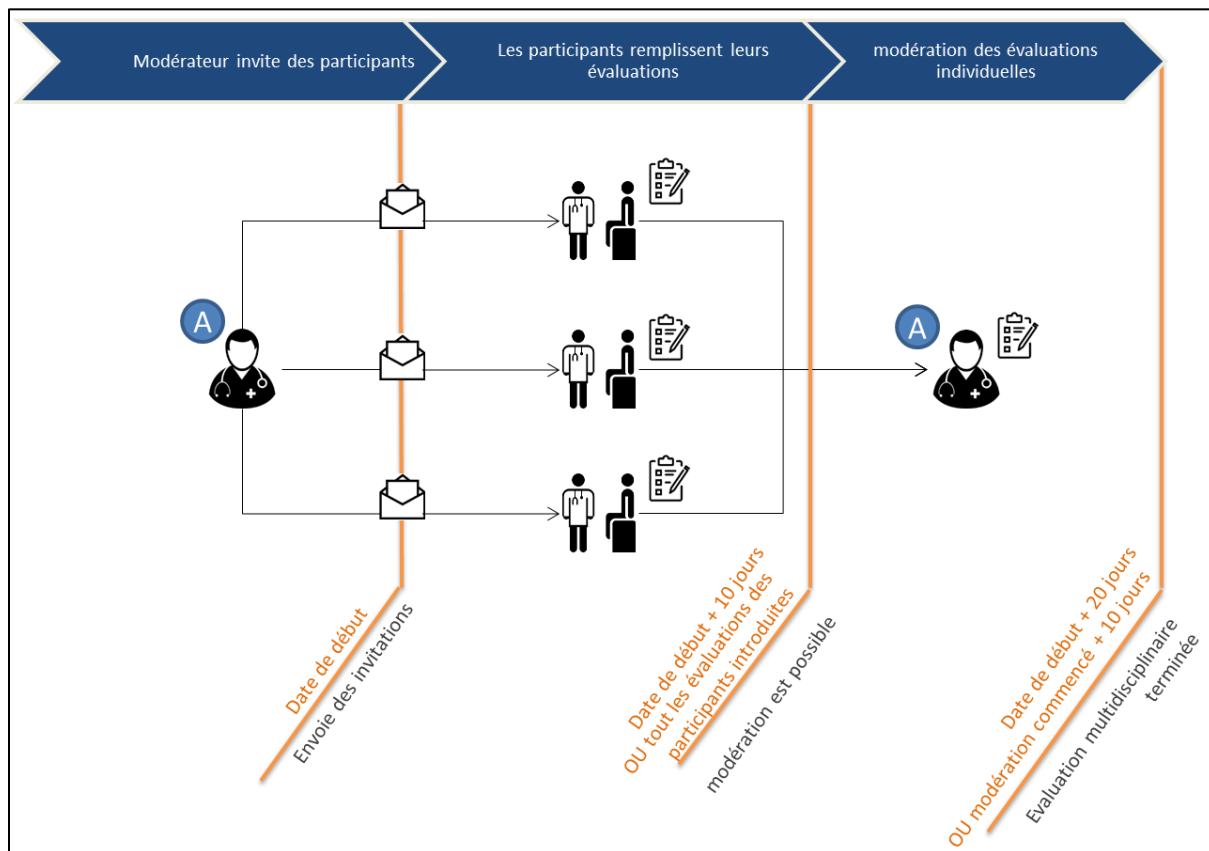 Modérateur invite des participants
Les participants remplissent leurs
évaluations
modération des évaluations
individuelles
A
A
Date de début
Envoie des invitations
Date de début + 10 jours
OU tout les évaluations des
participants introduites
modération est possible
Date de début + 20 jours
OU modération commencé + 10 jours
Evaluation multidisciplinaire
terminée